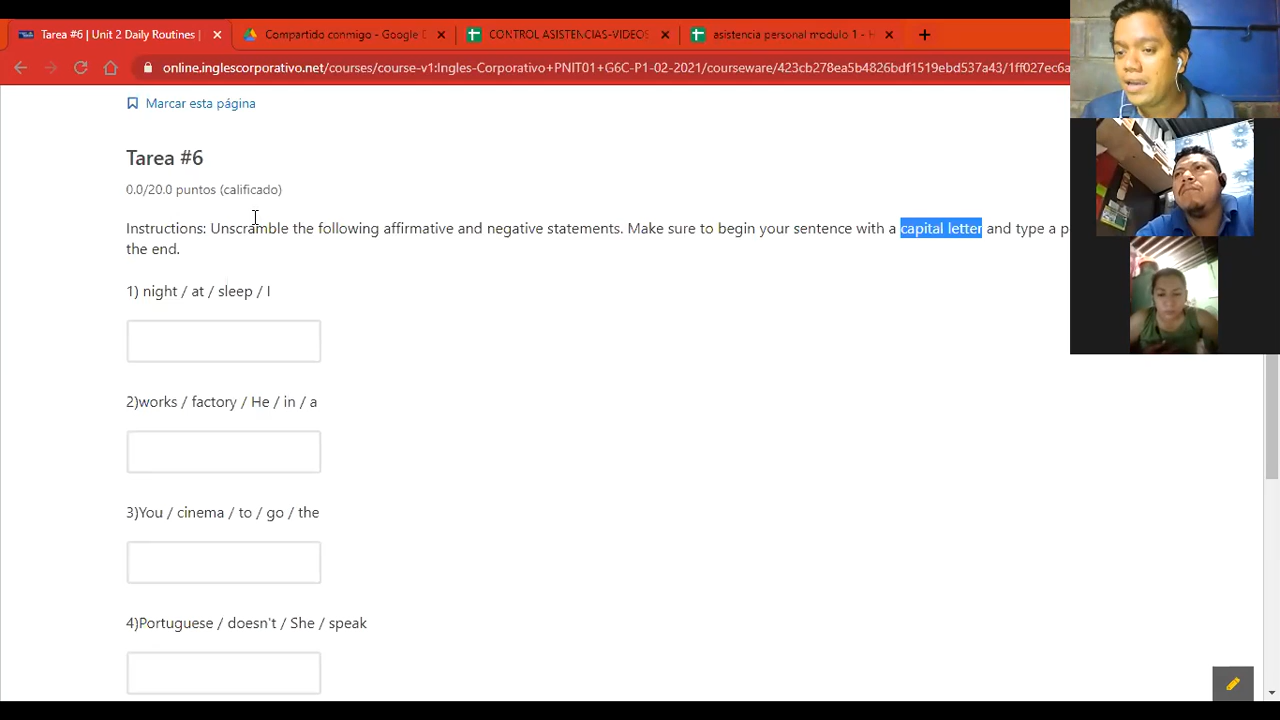 Tarea #6 | Unit 2 Daily Routines |
Compartido conmigo - Google D
CONTROL ASISTENCIAS-VIDEOS
asistencia personal modulo 1 - H
online.inglescorporativo.net/courses/course-v1:Ingles-Corporativo+PNIT01+G6C-P1-02-2021/courseware/423cb278ea5b4826bdf1519ebd537a43/1ff027ec6a
Marcar esta página
Tarea #6
0.0/20.0 puntos (calificado)
Instructions: Unscramble the following affirmative and negative statements. Make sure to begin your sentence with a capital letter and type a p
the end.
1) night / at / sleep / I
2)works / factory / He / in / a
3)You / cinema / to / go / the
4)Portuguese / doesn't / She / speak